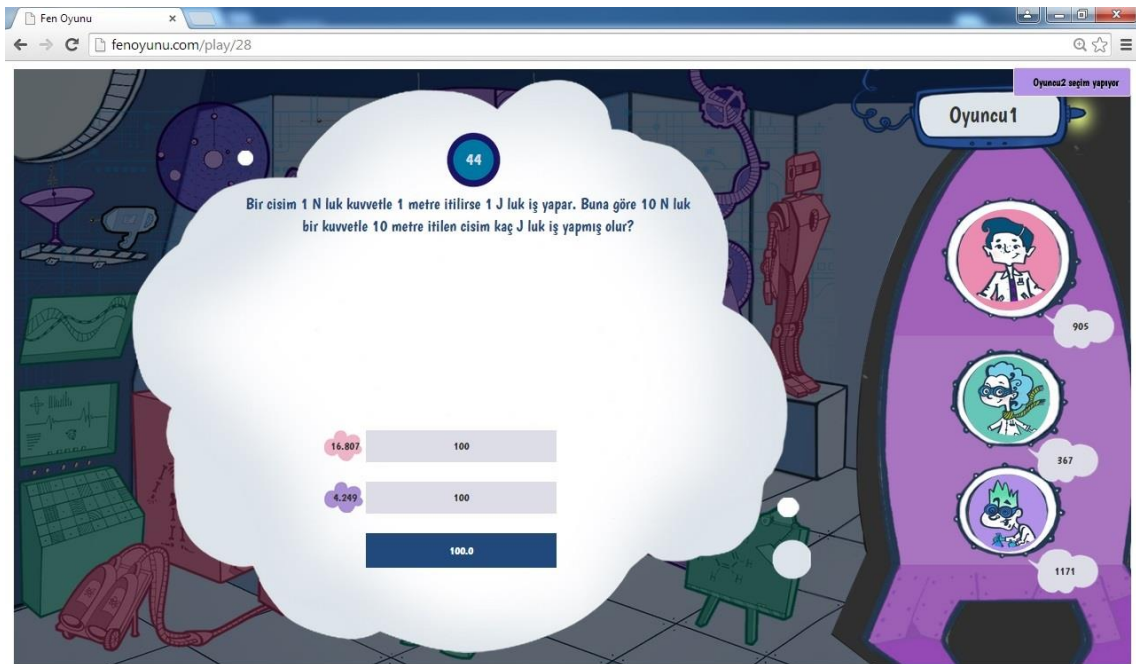 Fen Oyunu
fenoyunu.com/play/28
Oyuncu2 seçim yapıyor
Oyuncu1
44
Bir cisim 1 N luk kuvvetle 1 metre itilirse 1 J luk iş yapar. Buna göre 10 N luk
bir kuvvetle 10 metre itilen cisim kaç J luk iş yapmış olur?
905
367
1171
16.807 100
4.249 100
100.0